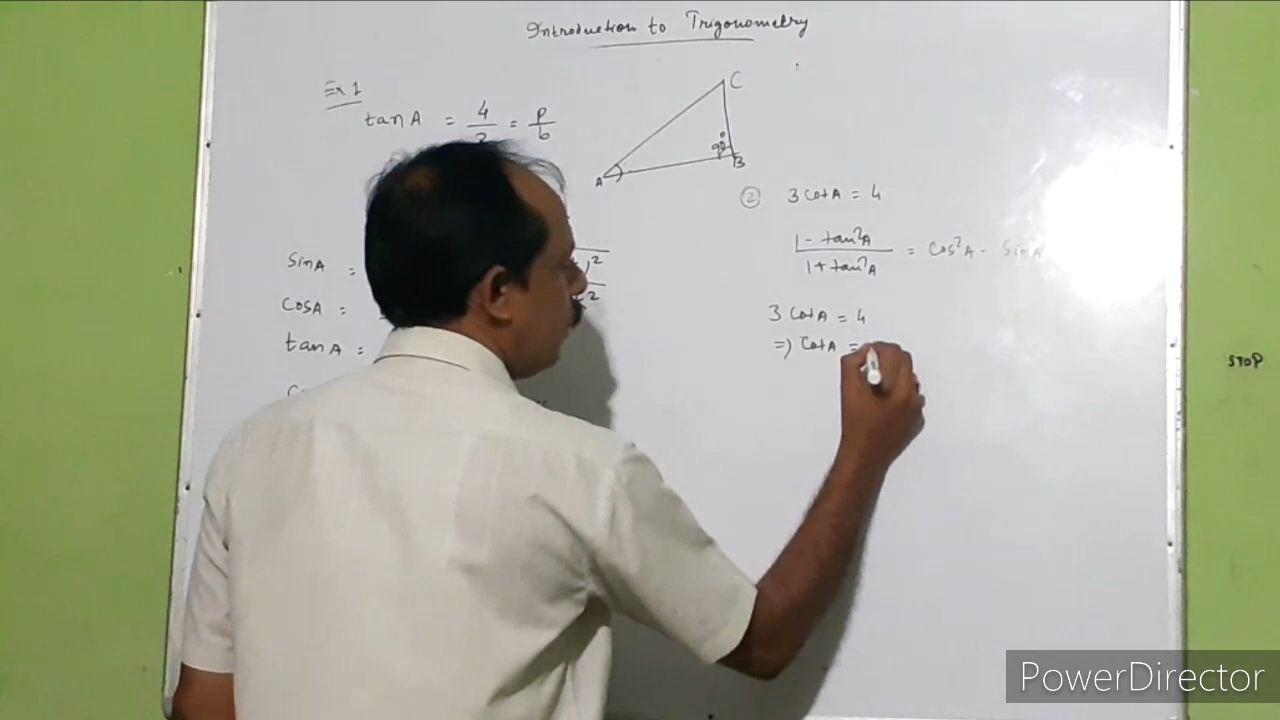 Introduction to Trigonometry
Ex 1
tan A = 4/3 = p/b
C
90°
A
B
② 3 cot A = 4
1 - tan²A / 1 + tan²A = Cos²A - Sin²A
Sin A =
Cos A =
tan A =
3 Cot A = 4
=) Cot A =
STOP
PowerDirector